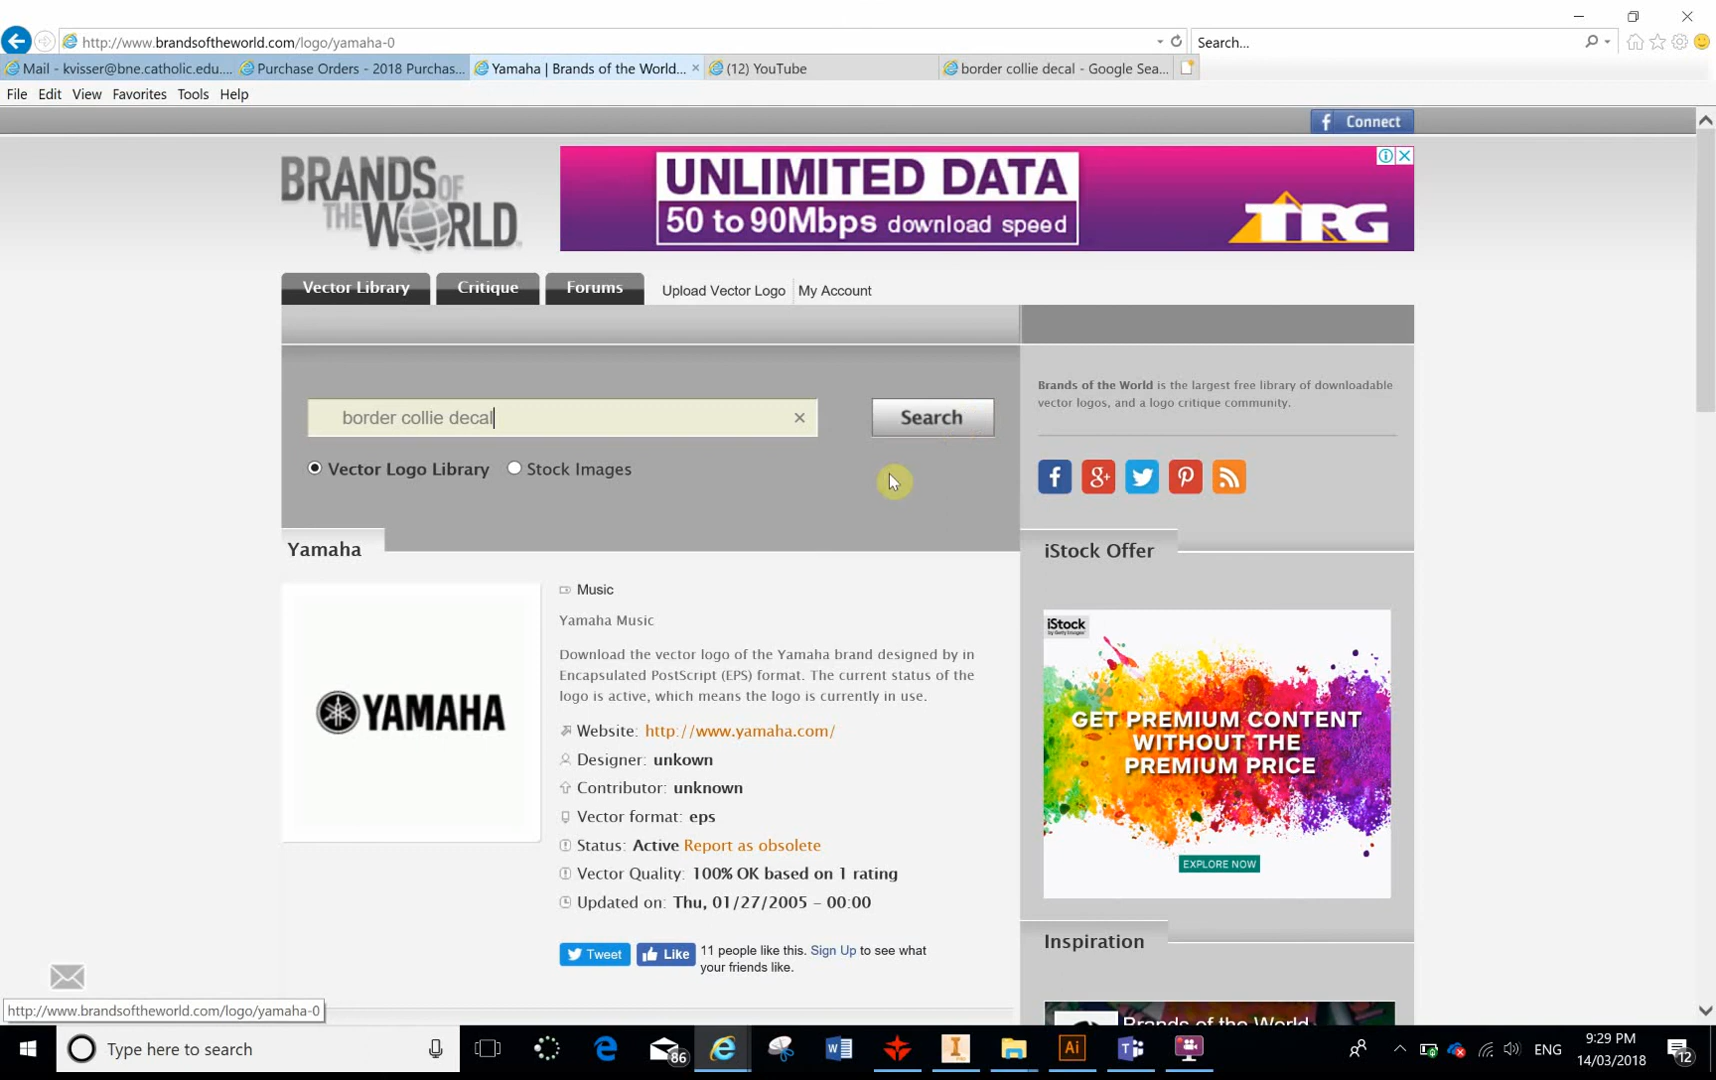 http://www.brandsoftheworld.com/logo/yamaha-0
Search...
Mail - kvisser@bne.catholic.edu....
Purchase Orders - 2018 Purchas...
Yamaha | Brands of the World...
(12) YouTube
border collie decal - Google Sea...
File Edit View Favorites Tools Help
Connect
BRANDS OF
THE WORLD
UNLIMITED DATA
50 to 90Mbps download speed
TPG
Vector Library Critique Forums Upload Vector Logo My Account
border collie decal
Search
Vector Logo Library Stock Images
Brands of the World is the largest free library of downloadable
vector logos, and a logo critique community.
Yamaha
YAMAHA
Music
Yamaha Music
Download the vector logo of the Yamaha brand designed by in
Encapsulated PostScript (EPS) format. The current status of the
logo is active, which means the logo is currently in use.
Website: http://www.yamaha.com/
Designer: unkown
Contributor: unknown
Vector format: eps
Status: Active Report as obsolete
Vector Quality: 100% OK based on 1 rating
Updated on: Thu, 01/27/2005 – 00:00
Tweet
Like
11 people like this. Sign Up to see what
your friends like.
iStock Offer
iStock
by Getty Images
GET PREMIUM CONTENT
WITHOUT THE
PREMIUM PRICE
EXPLORE NOW
Inspiration
Brands of the World
http://www.brandsoftheworld.com/logo/yamaha-0
Type here to search
86
ENG
9:29 PM
14/03/2018
12